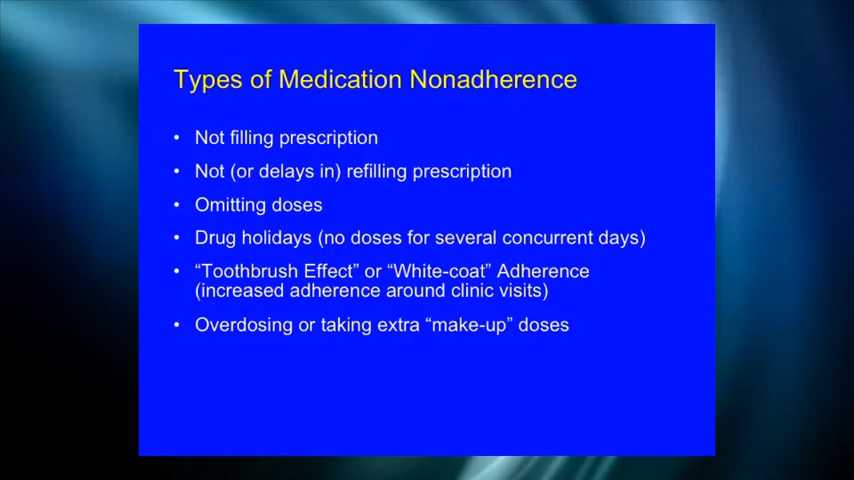 Types of Medication Nonadherence
• Not filling prescription
• Not (or delays in) refilling prescription
• Omitting doses
• Drug holidays (no doses for several concurrent days)
• “Toothbrush Effect” or “White-coat” Adherence
(increased adherence around clinic visits)
• Overdosing or taking extra “make-up” doses